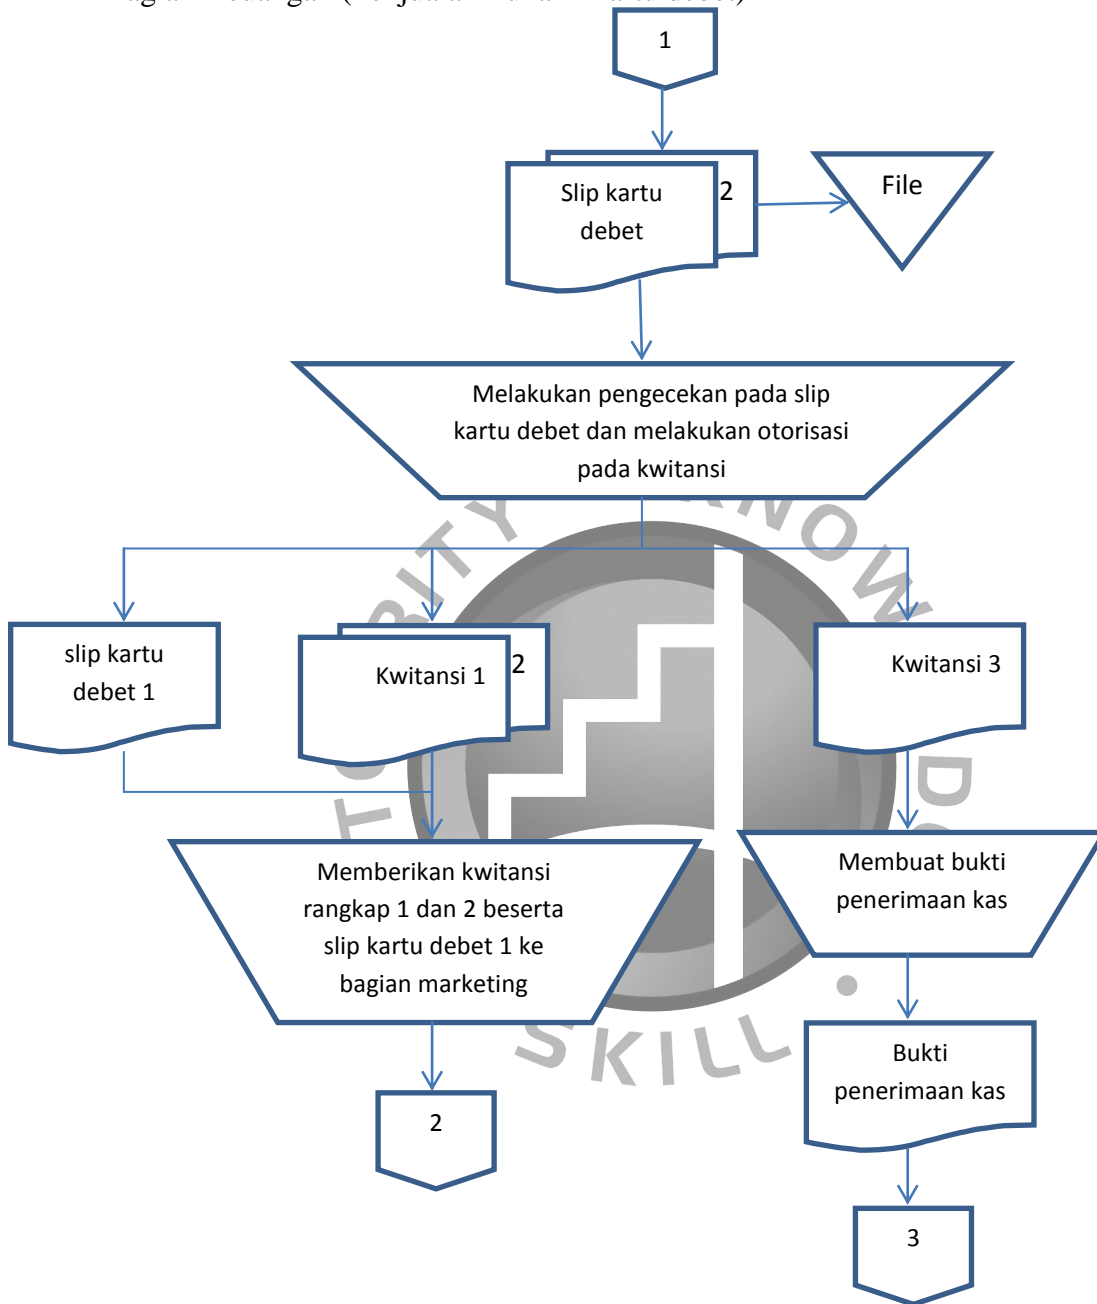 1
Slip kartu
debet
2
File
Melakukan pengecekan pada slip
kartu debet dan melakukan otorisasi
pada kwitansi
slip kartu
debet 1
Kwitansi 1
2
Kwitansi 3
Memberikan kwitansi
rangkap 1 dan 2 beserta
slip kartu debet 1 ke
bagian marketing
Membuat bukti
penerimaan kas
SKILL
2
Bukti
penerimaan kas
3